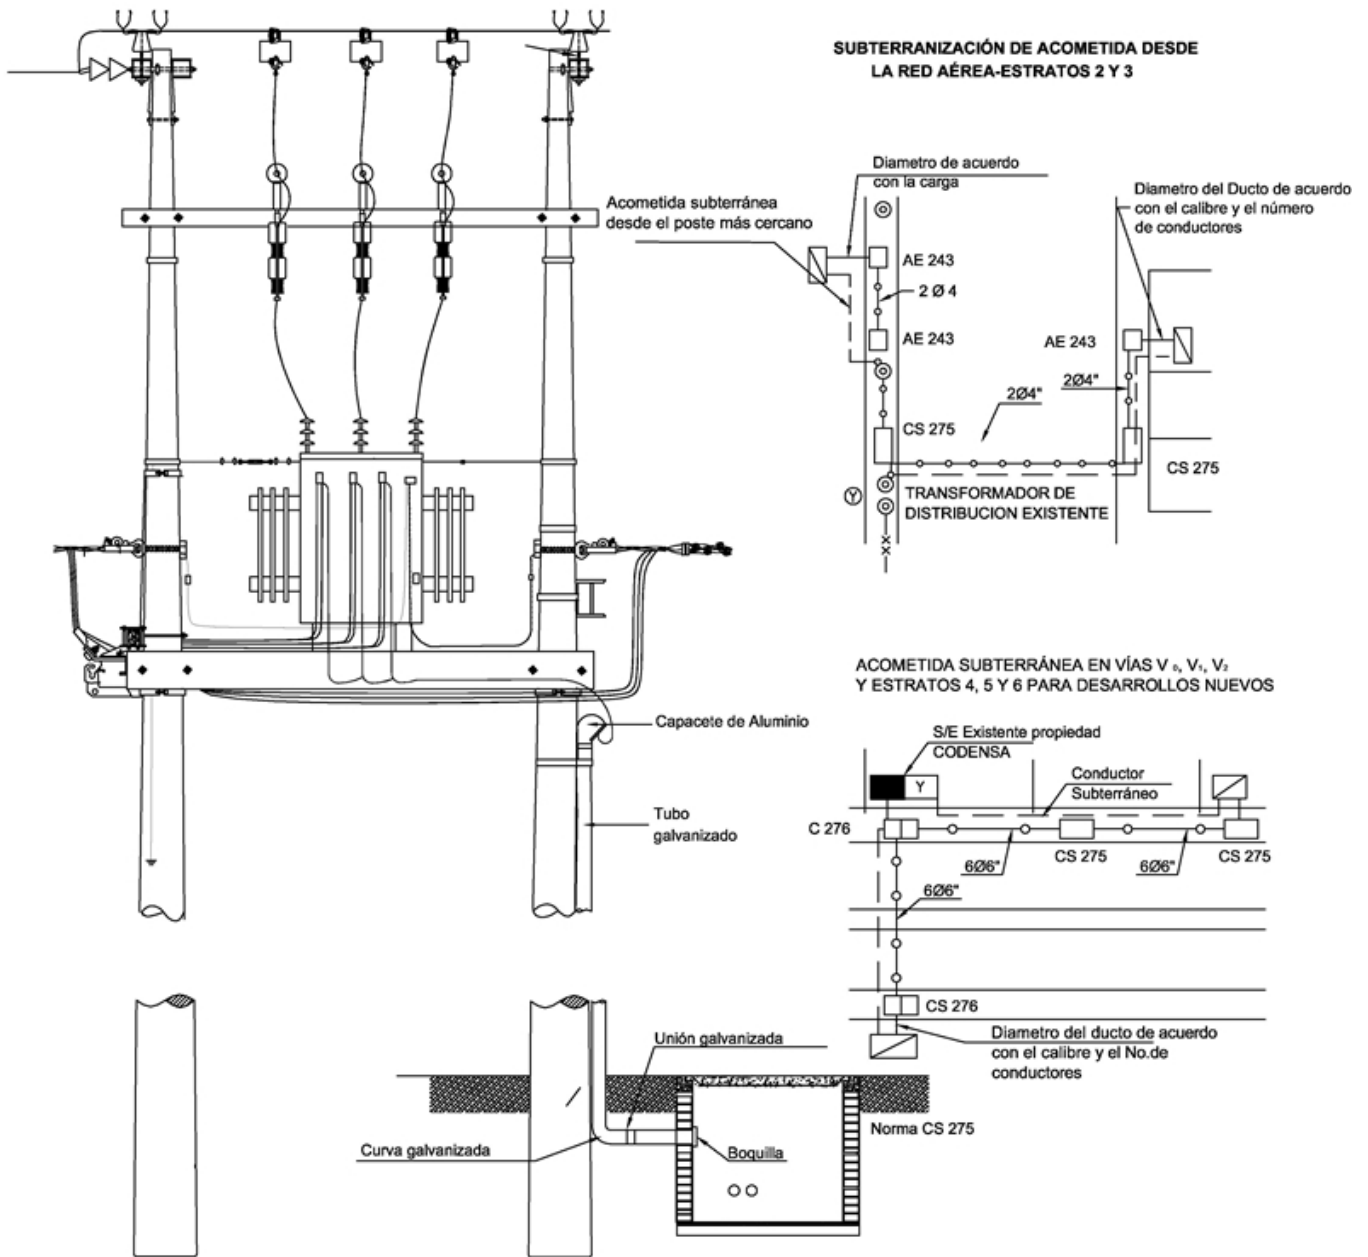 SUBTERRANIZACIÓN DE ACOMETIDA DESDE
LA RED AÉREA-ESTRATOS 2 Y 3
Diametro de acuerdo
con la carga
Acometida subterránea
desde el poste más cercano
Diametro del Ducto de acuerdo
con el calibre y el número
de conductores
AE 243
2 Ø 4
AE 243
AE 243
2Ø4"
2Ø4"
CS 275
CS 275
Y
TRANSFORMADOR DE
DISTRIBUCION EXISTENTE
ACOMETIDA SUBTERRÁNEA EN VÍAS V₀, V₁, V₂
Y ESTRATOS 4, 5 Y 6 PARA DESARROLLOS NUEVOS
S/E Existente propiedad
CODENSA
Y
Conductor
Subterráneo
C 276
CS 275
CS 275
6Ø6"
6Ø6"
6Ø6"
CS 276
Diametro del ducto de acuerdo
con el calibre y el No.de
conductores
Capacete de Aluminio
Tubo
galvanizado
Unión galvanizada
Curva galvanizada
Boquilla
Norma CS 275